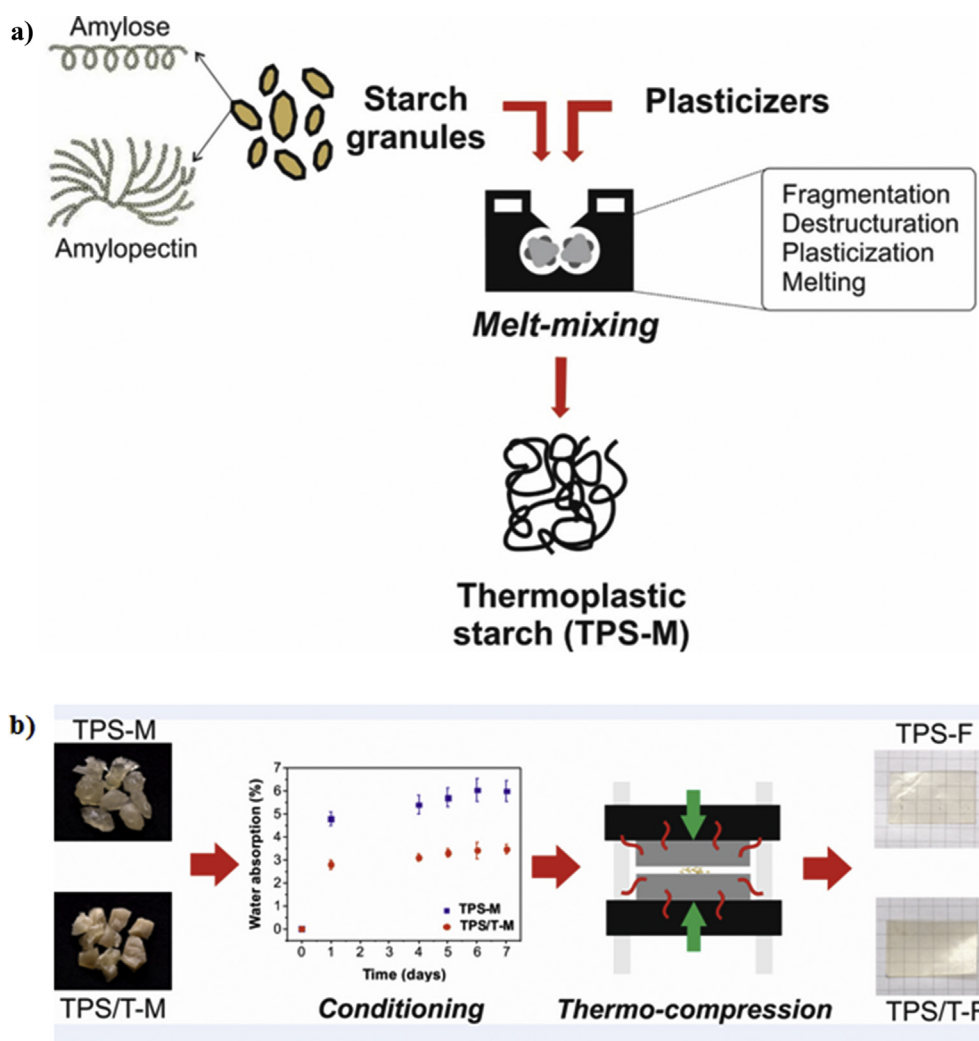 a)
Amylose
Amylopectin
Starch
granules
Plasticizers
Fragmentation
Destructuration
Plasticization
Melting
Melt-mixing
Thermoplastic
starch (TPS-M)
b)
TPS-M
TPS/T-M
Water absorption (%)
7
6
5
4
3
2
1
0
TPS-M
TPS/T-M
0 1 2 3 4 5 6 7
Time (days)
Conditioning
Thermo-compression
TPS-F
TPS/T-F